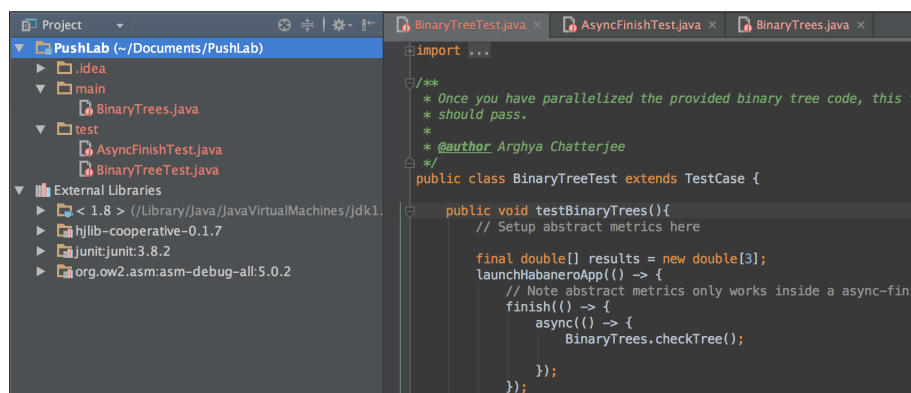 Project
PushLab (~/Documents/PushLab)
.idea
main
BinaryTrees.java
test
AsyncFinishTest.java
BinaryTreeTest.java
External Libraries
< 1.8 > (/Library/Java/JavaVirtualMachines/jdk1.
hjlib-cooperative-0.1.7
junit:junit:3.8.2
org.ow2.asm:asm-debug-all:5.0.2
BinaryTreeTest.java × AsyncFinishTest.java × BinaryTrees.java ×
import ...
/**
* Once you have parallelized the provided binary tree code, this
* should pass.
*
* @author Arghya Chatterjee
*/
public class BinaryTreeTest extends TestCase {
public void testBinaryTrees(){
// Setup abstract metrics here
final double[] results = new double[3];
launchHabaneroApp(() -> {
// Note abstract metrics only works inside a async-fin
finish(() -> {
async(() -> {
BinaryTrees.checkTree();
});
});